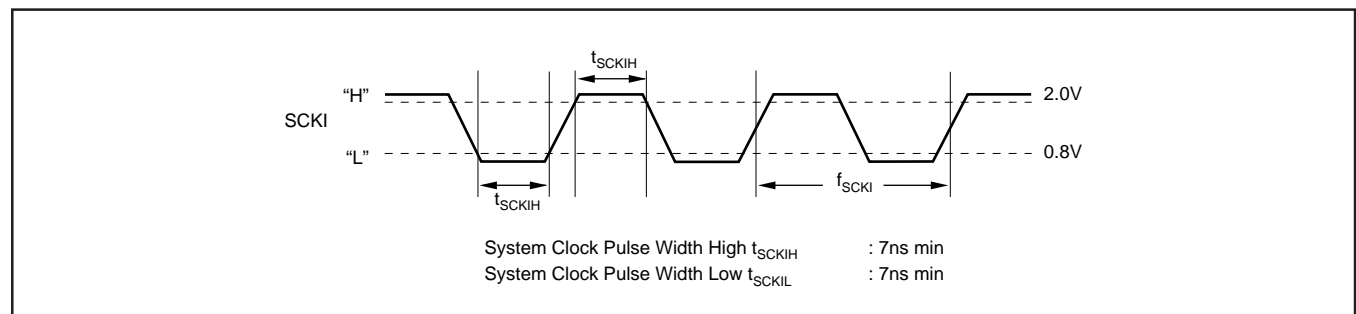 tSCKIH
“H”
2.0V
SCKI
“L”
0.8V
fSCKI
tSCKIH
System Clock Pulse Width High tSCKIH : 7ns min
System Clock Pulse Width Low tSCKIL : 7ns min